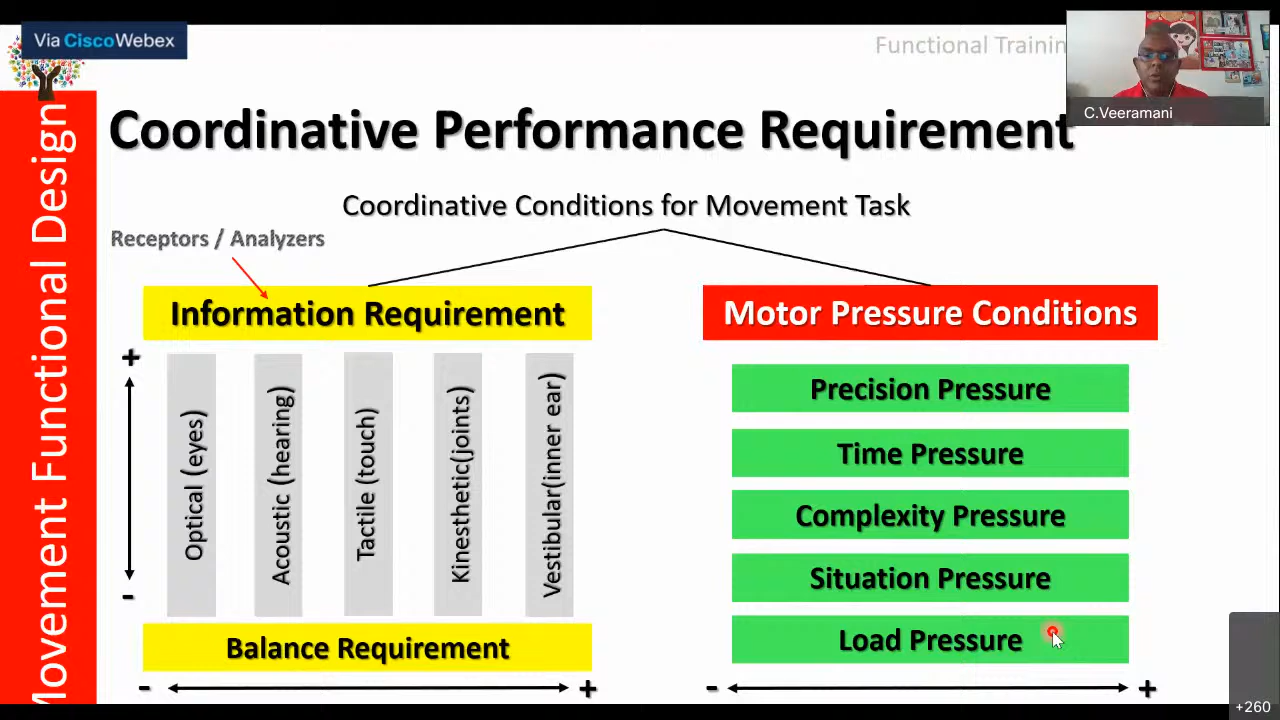 Via CiscoWebex
Functional Trainin
C.Veeramani
Movement Functional Design
Coordinative Performance Requirement
Coordinative Conditions for Movement Task
Receptors / Analyzers
Information Requirement
Motor Pressure Conditions
+
-
Optical (eyes)
Acoustic (hearing)
Tactile (touch)
Kinesthetic(joints)
Vestibular(inner ear)
Precision Pressure
Time Pressure
Complexity Pressure
Situation Pressure
Load Pressure
Balance Requirement
- +
- +
+260